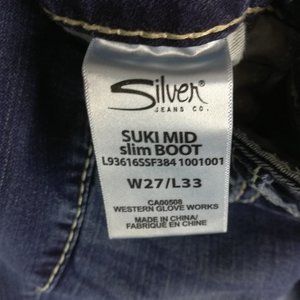 Silver®
JEANS CO.
SUKI MID
slim BOOT
L93616SSF384 1001001
W27/L33
CA00508
WESTERN GLOVE WORKS
MADE IN CHINA/
FABRIQUÉ EN CHINE